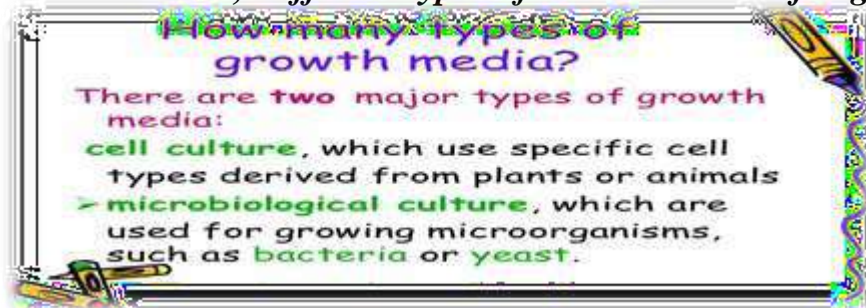 How many types of
growth media?
There are two major types of growth
media:
cell culture, which use specific cell
types derived from plants or animals
➢microbiological culture, which are
used for growing microorganisms,
such as bacteria or yeast.